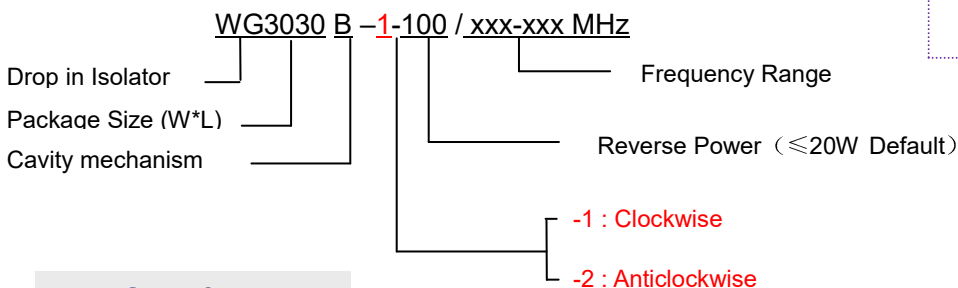 WG3030 B –1-100 / xxx-xxx MHz
Drop in Isolator
Frequency Range
Package Size (W*L)
Reverse Power（≤20W Default）
Cavity mechanism
-1 : Clockwise
-2 : Anticlockwise